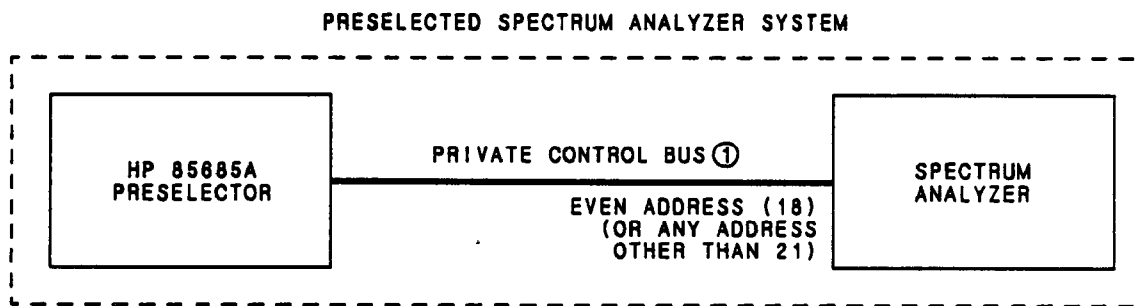 PRESELECTED SPECTRUM ANALYZER SYSTEM
HP 85685A
PRESELECTOR
PRIVATE CONTROL BUS ①
EVEN ADDRESS (18)
(OR ANY ADDRESS
OTHER THAN 21)
SPECTRUM
ANALYZER